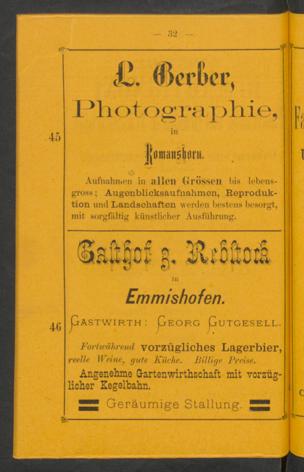 — 32 —
45
L. Gerber,
Photographie,
in
Romanshorn.
Aufnahmen in allen Grössen bis lebens-
gross; Augenblicksaufnahmen, Reproduk-
tion und Landschaften werden bestens besorgt,
mit sorgfältig künstlicher Ausführung.
46
Gasthof z. Rebstock
in
Emmishofen.
GASTWIRTH: GEORG GUTGESELL.
Fortwährend vorzügliches Lagerbier,
reelle Weine, gute Küche. Billige Preise.
Angenehme Gartenwirthschaft mit vorzüg-
licher Kegelbahn.
Geräumige Stallung.